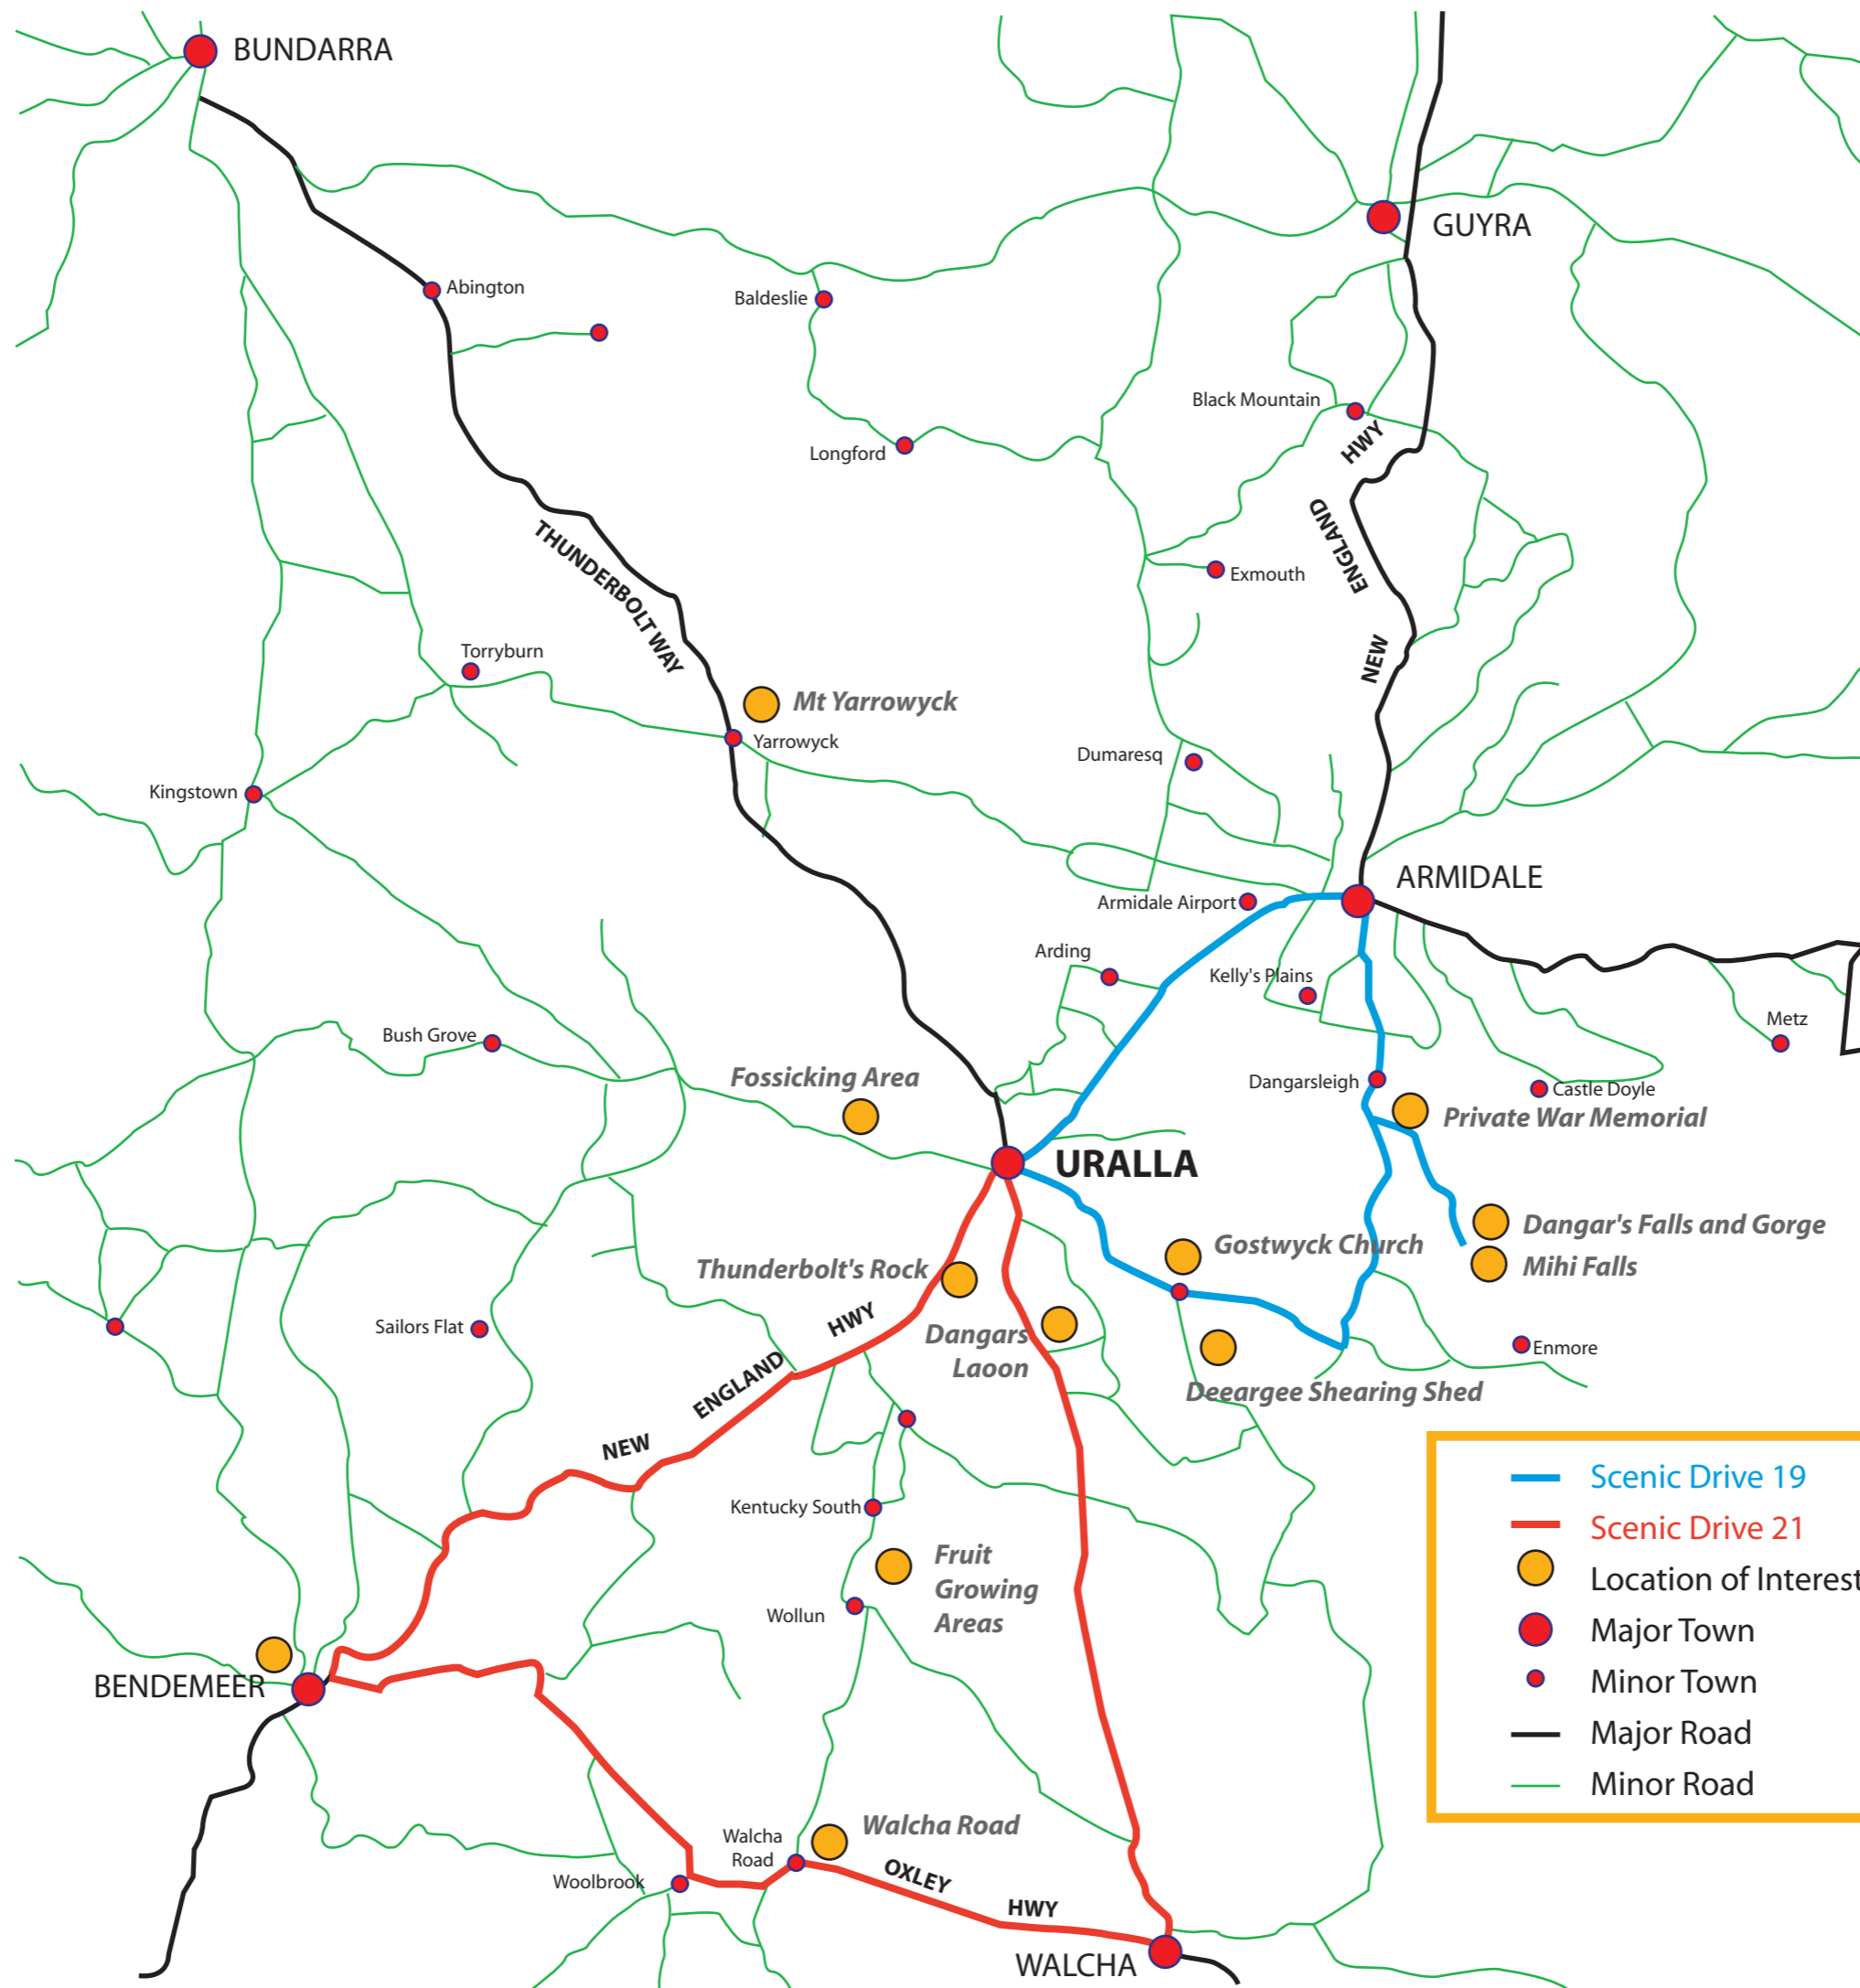 BUNDARRA
GUYRA
Abington
Baldeslie
Black Mountain
Longford
HWY
ENGLAND
NEW
THUNDERBOLT WAY
Exmouth
Torryburn
Mt Yarrowyck
Yarrowyck
Dumaresq
Kingstown
ARMIDALE
Armidale Airport
Arding
Kelly's Plains
Metz
Bush Grove
Fossicking Area
Dangarsleigh
Castle Doyle
Private War Memorial
URALLA
Dangar's Falls and Gorge
Gostwyck Church
Mihi Falls
Thunderbolt's Rock
Sailors Flat
HWY
ENGLAND
NEW
Dangars
Laoon
Enmore
Deeargee Shearing Shed
Kentucky South
Fruit
Growing
Areas
Wollun
BENDEMEER
Walcha Road
Walcha
Road
Woolbrook
OXLEY
HWY
WALCHA
Scenic Drive 19
Scenic Drive 21
Location of Interest
Major Town
Minor Town
Major Road
Minor Road